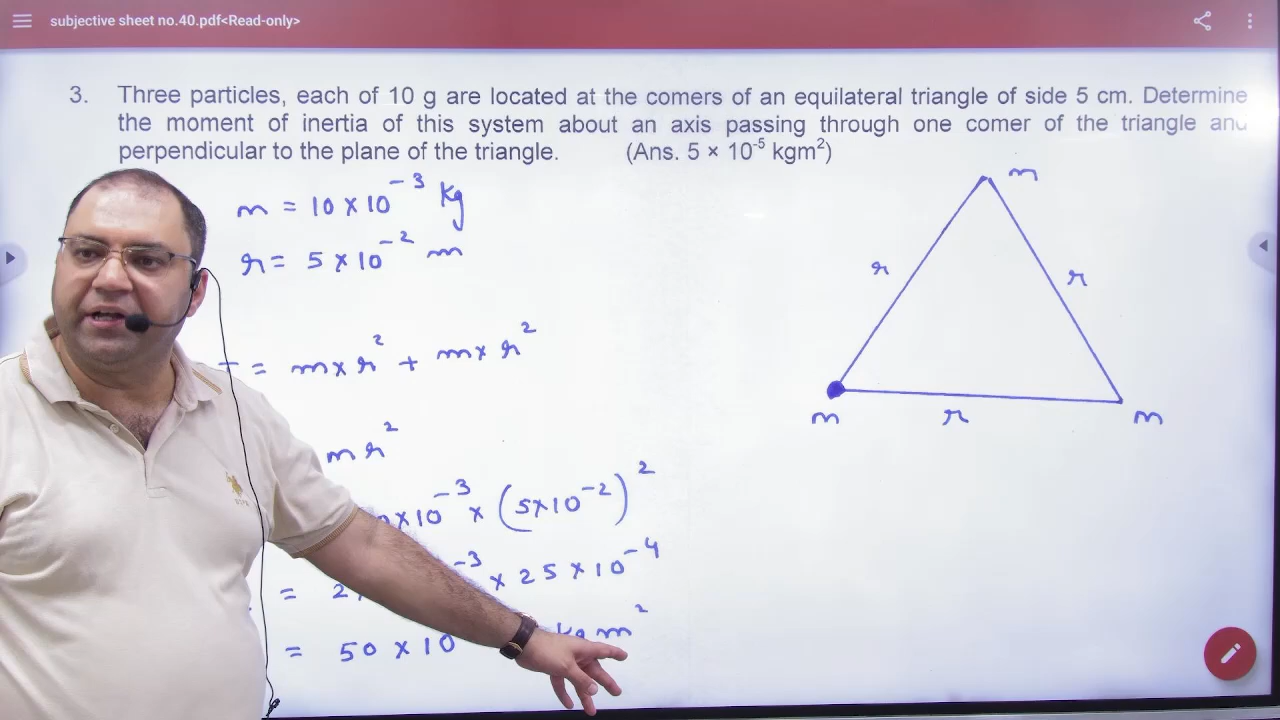 subjective sheet no.40.pdf<Read-only>
3. Three particles, each of 10 g are located at the comers of an equilateral triangle of side 5 cm. Determine
the moment of inertia of this system about an axis passing through one comer of the triangle and
perpendicular to the plane of the triangle. (Ans. 5 × 10⁻⁵ kgm²)
m = 10 × 10⁻³ kg
r = 5 × 10⁻² m
= m × r² + m × r²
m r²
× 10⁻³ × (5×10⁻²)²
= 2 ⁻³ × 25 × 10⁻⁴
= 50 × 10 kg m²
m
r
r
m
r
m